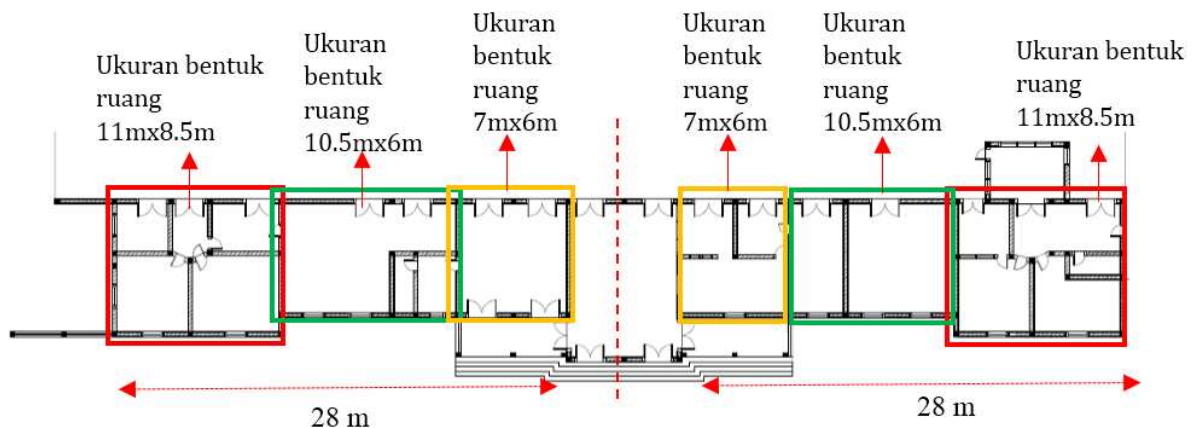 Ukuran bentuk
ruang
11mx8.5m
Ukuran
bentuk
ruang
10.5mx6m
Ukuran
bentuk
ruang
7mx6m
Ukuran
bentuk
ruang
7mx6m
Ukuran
bentuk
ruang
10.5mx6m
Ukuran bentuk
ruang
11mx8.5m
28 m
28 m